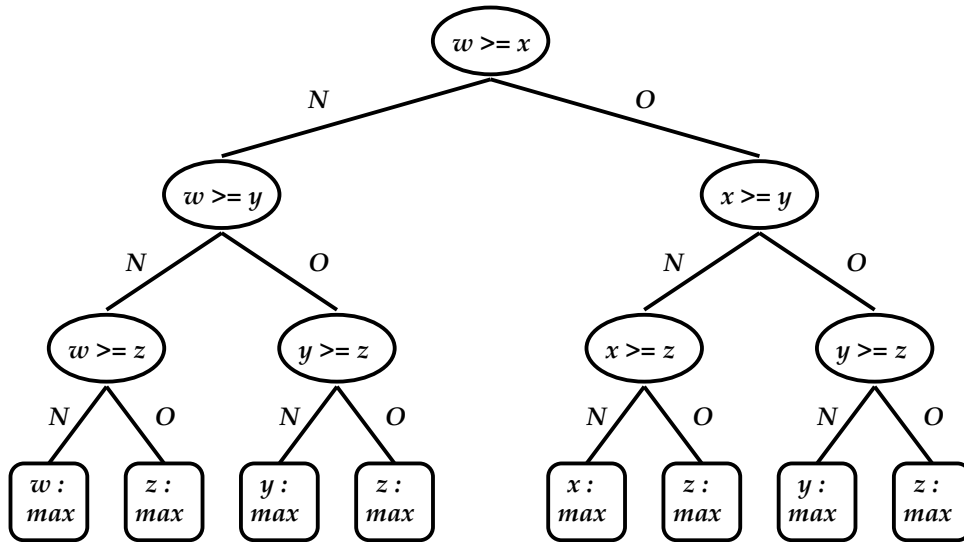 w >= x
N
O
w >= y
x >= y
N
O
N
O
w >= z
y >= z
x >= z
y >= z
N
O
N
O
N
O
N
O
w :
max
z :
max
y :
max
z :
max
x :
max
z :
max
y :
max
z :
max